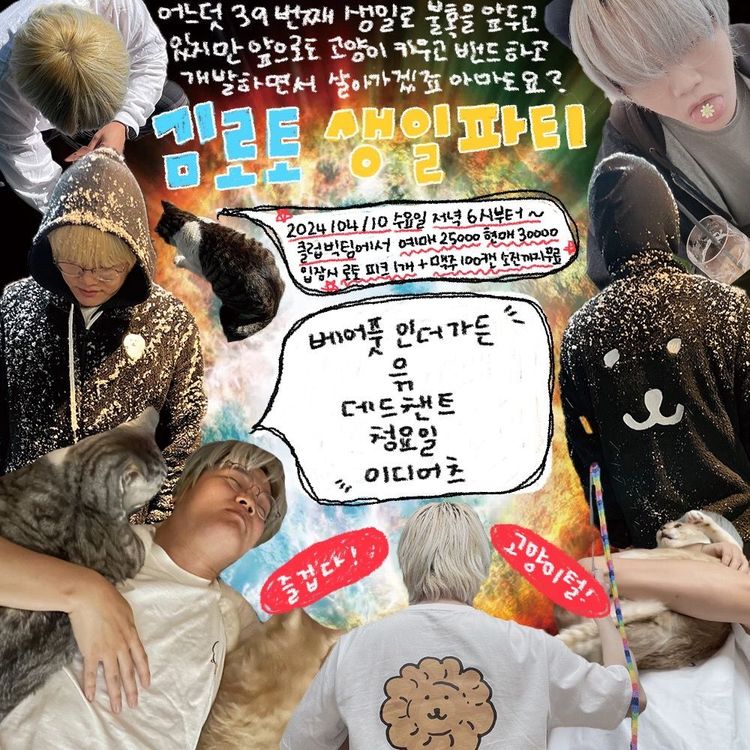 어느덧 39번째 생일로 불혹을 앞두고
있지만 앞으로도 고양이 키우고 밴드하고
개발하면서 살아가겠죠 아마도요?
김로토 생일파티
2024/04/10 수요일 저녁 6시부터~
클럽빅팀에서 예매 25000 현매 30000
입장시 로토 피크 1개 + 맥주 100캔 소진까지 무료
베어풋 인더가든
읔
데드챈트
청요일
이디어츠
즐겁다!
고양이털!